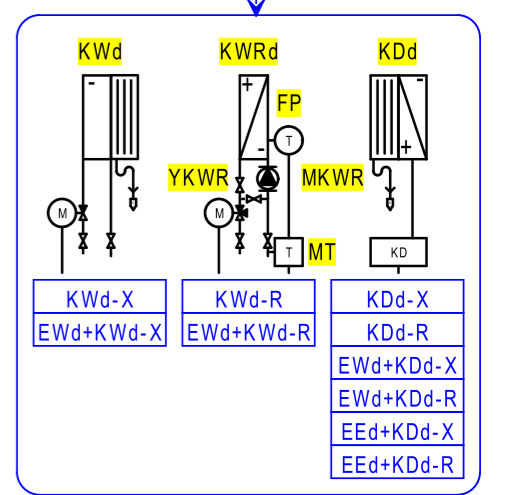 KWd KWRd KDd
- + -
FP
T
- +
YKWR MKWR
M M
T MT KD
KWd-X
EWd+KWd-X
KWd-R
EWd+KWd-R
KDd-X
KDd-R
EWd+KDd-X
EWd+KDd-R
EEd+KDd-X
EEd+KDd-R